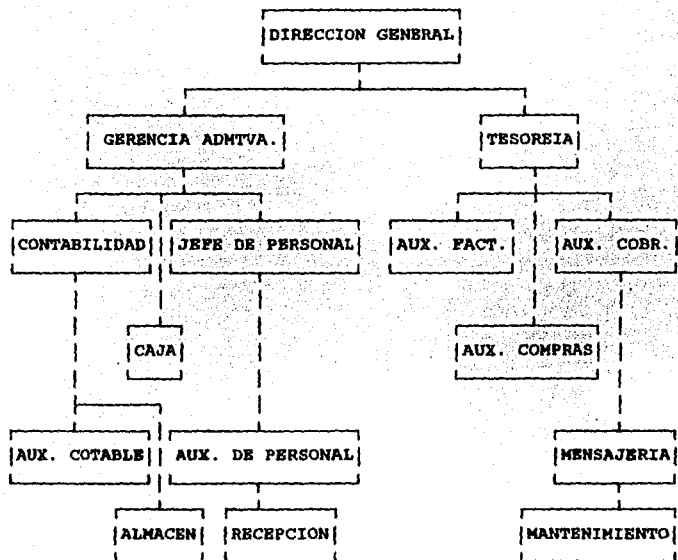 DIRECCION GENERAL
GERENCIA ADMTVA.
TESOREIA
CONTABILIDAD
JEFE DE PERSONAL
AUX. FACT.
AUX. COBR.
CAJA
AUX. COMPRAS
AUX. COTABLE
AUX. DE PERSONAL
MENSAJERIA
ALMACEN
RECEPCION
MANTENIMIENTO